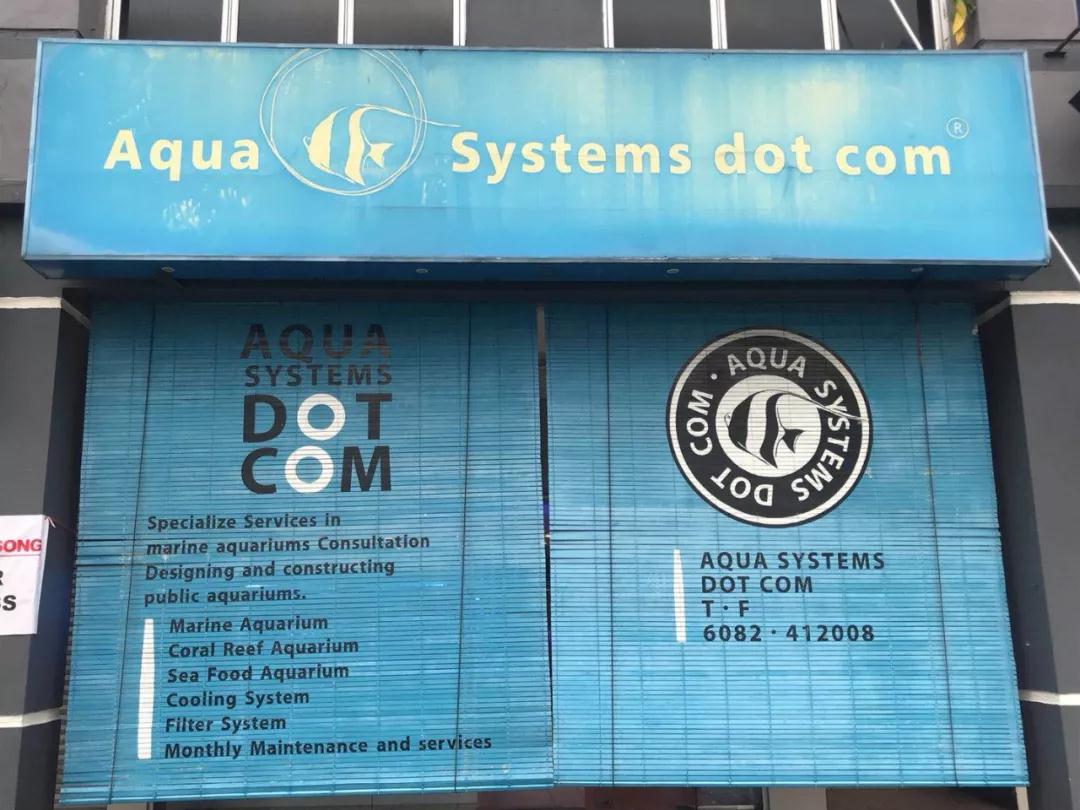 Aqua Systems dot com ®
AQUA
SYSTEMS
DOT
COM
Specialize Services in
marine aquariums Consultation
Designing and constructing
public aquariums.
Marine Aquarium
Coral Reef Aquarium
Sea Food Aquarium
Cooling System
Filter System
Monthly Maintenance and services
AQUA SYSTEMS DOT COM ·
AQUA SYSTEMS
DOT COM
T · F
6082 · 412008
SONG
R
SS